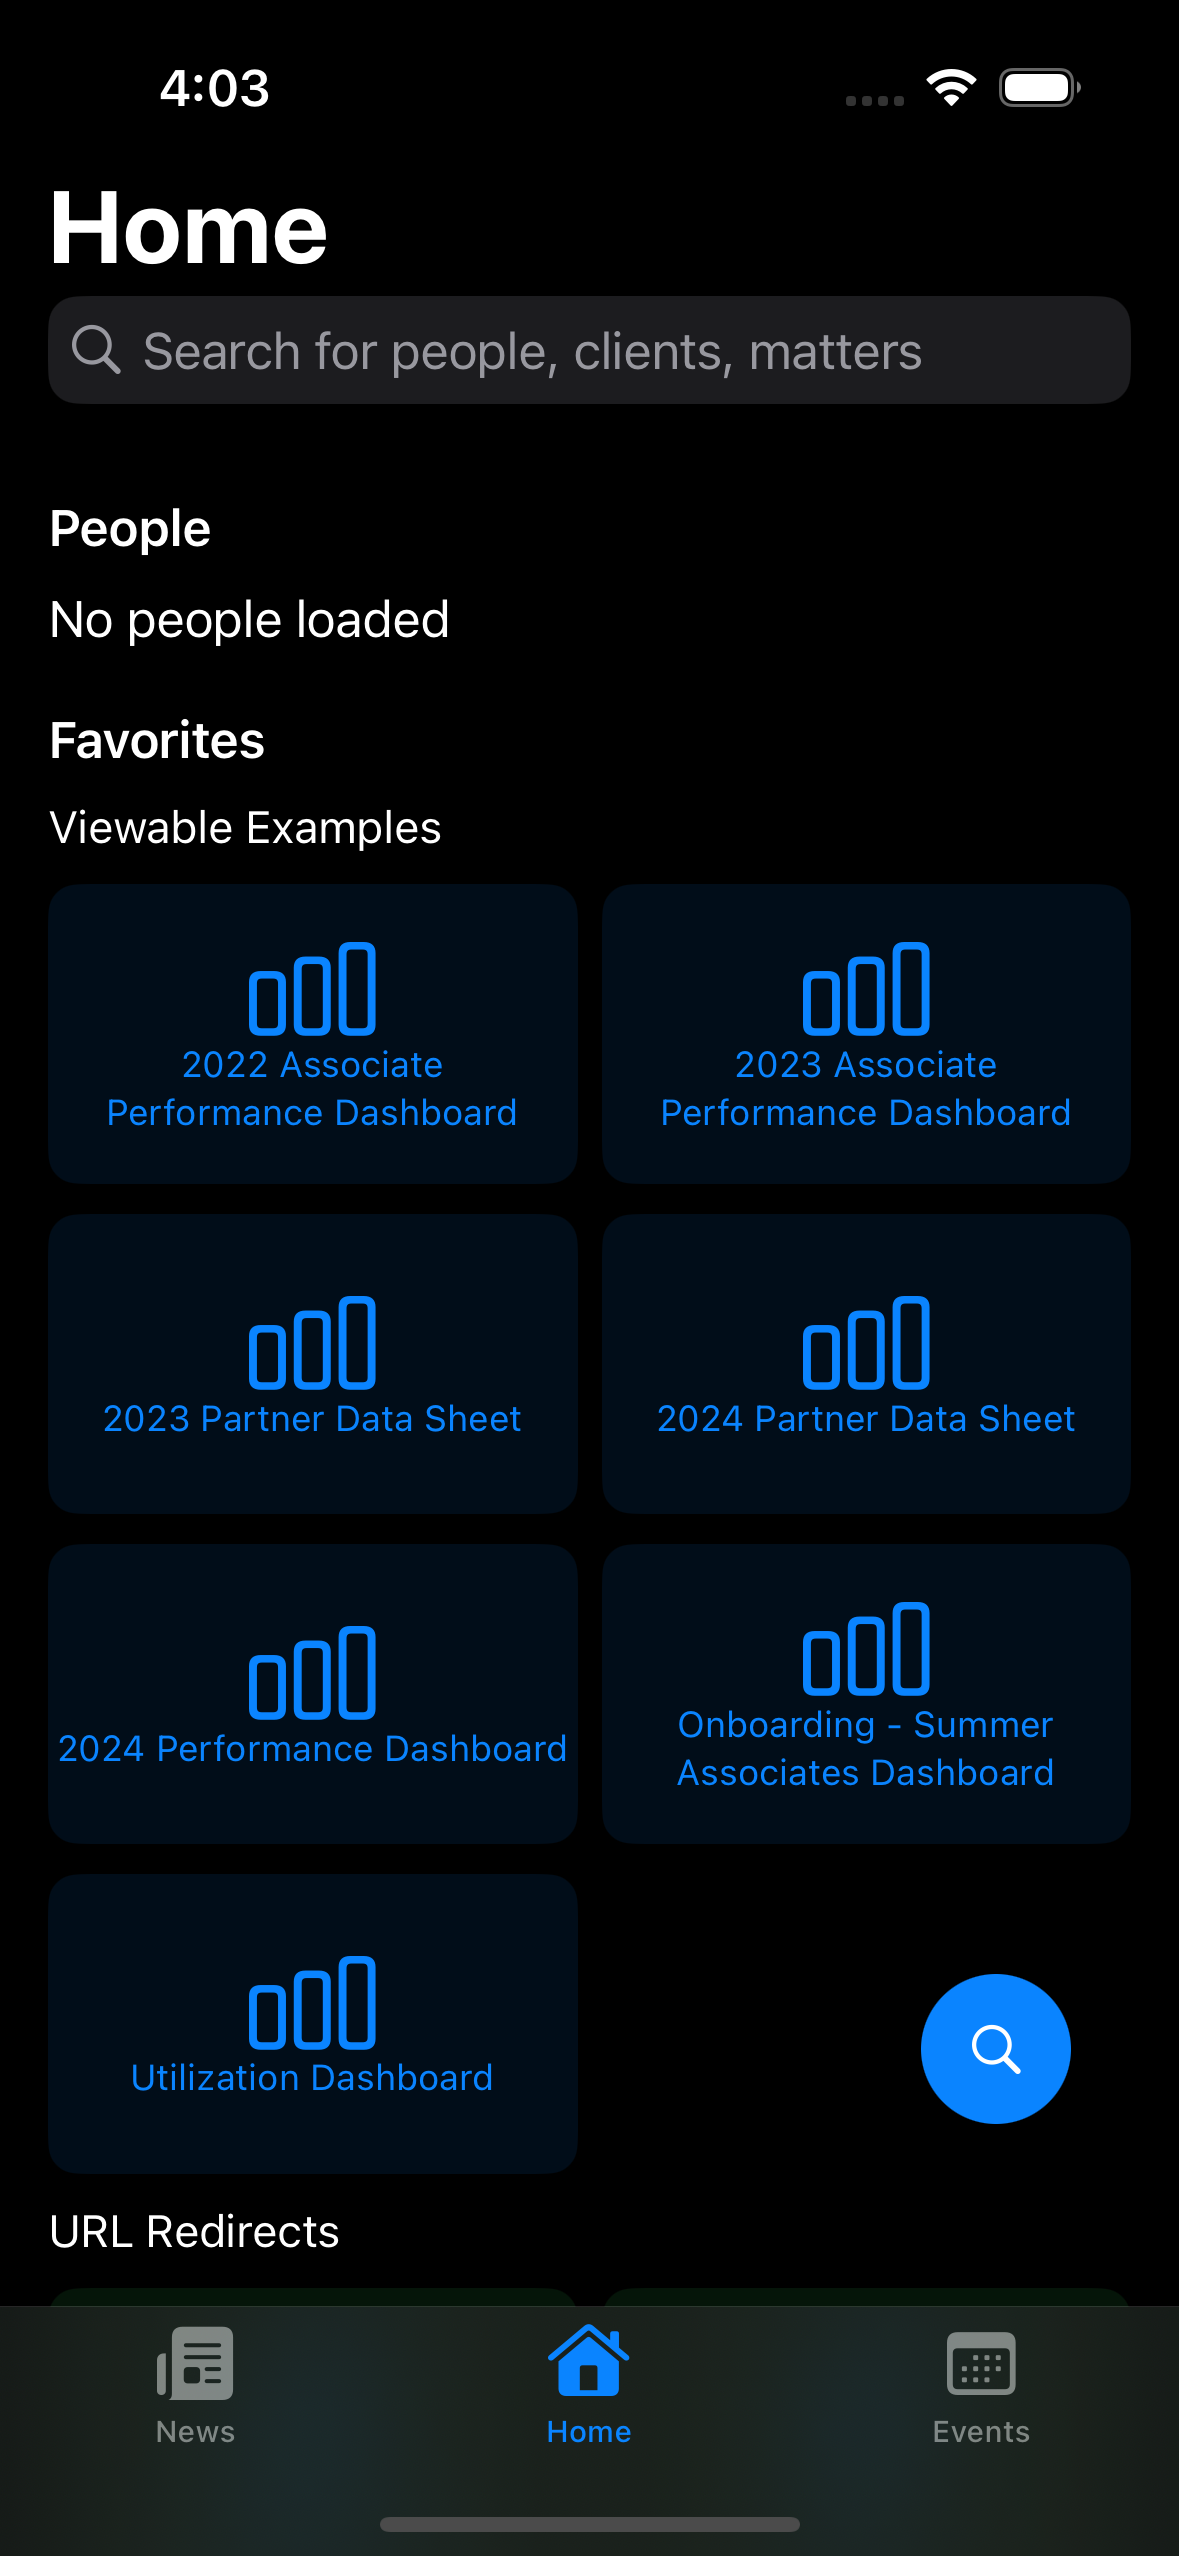 4:03
Home
Search for people, clients, matters
People
No people loaded
Favorites
Viewable Examples
2022 Associate
Performance Dashboard
2023 Associate
Performance Dashboard
2023 Partner Data Sheet
2024 Partner Data Sheet
2024 Performance Dashboard
Onboarding - Summer
Associates Dashboard
Utilization Dashboard
URL Redirects
News
Home
Events